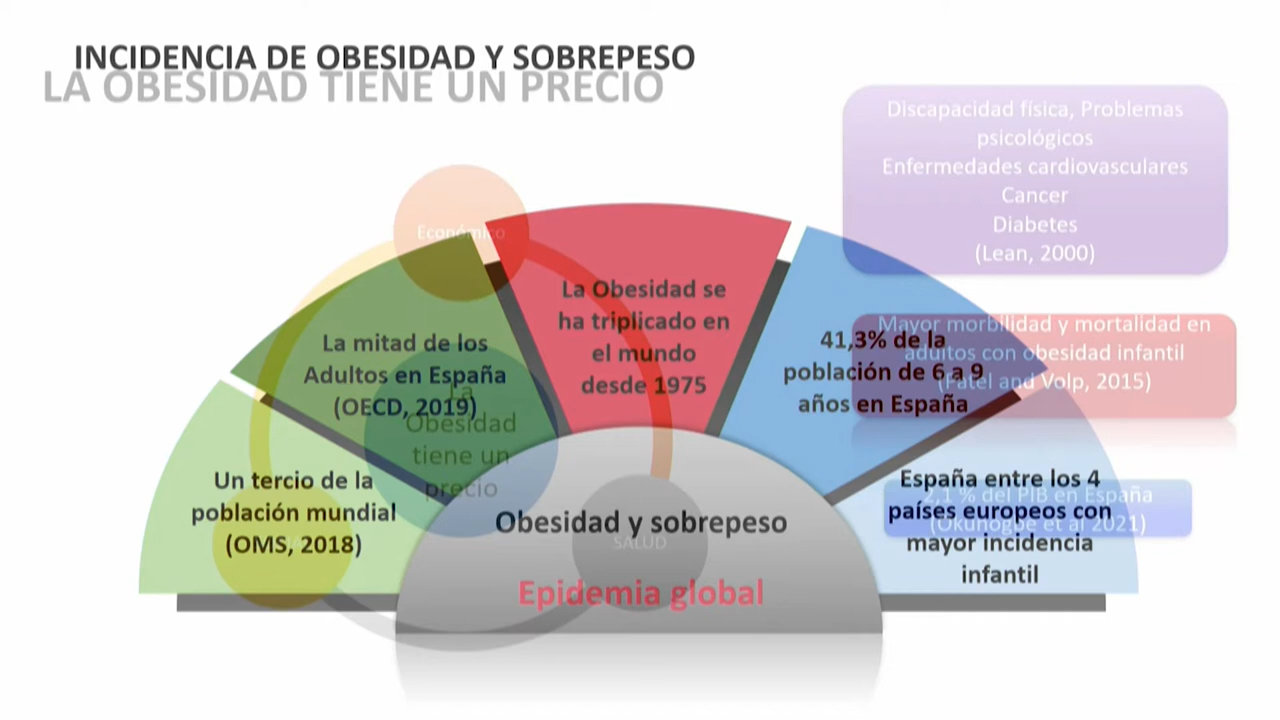 INCIDENCIA DE OBESIDAD Y SOBREPESO
LA OBESIDAD TIENE UN PRECIO
Discapacidad física, Problemas
psicológicos
Enfermedades cardiovasculares
Cancer
Diabetes
(Lean, 2000)
Económico
La Obesidad se
ha triplicado en
el mundo
desde 1975
La mitad de los
Adultos en España
(OECD, 2019)
41,3% de la
población de 6 a 9
años en España
Mayor morbilidad y mortalidad en
adultos con obesidad infantil
(Patel and Volp, 2015)
La
Obesidad
tiene un
precio
Un tercio de la
población mundial
(OMS, 2018)
España entre los 4
países europeos con
mayor incidencia
infantil
2,1 % del PIB en España
(Okunogbe et al 2021)
Obesidad y sobrepeso
SALUD
Epidemia global